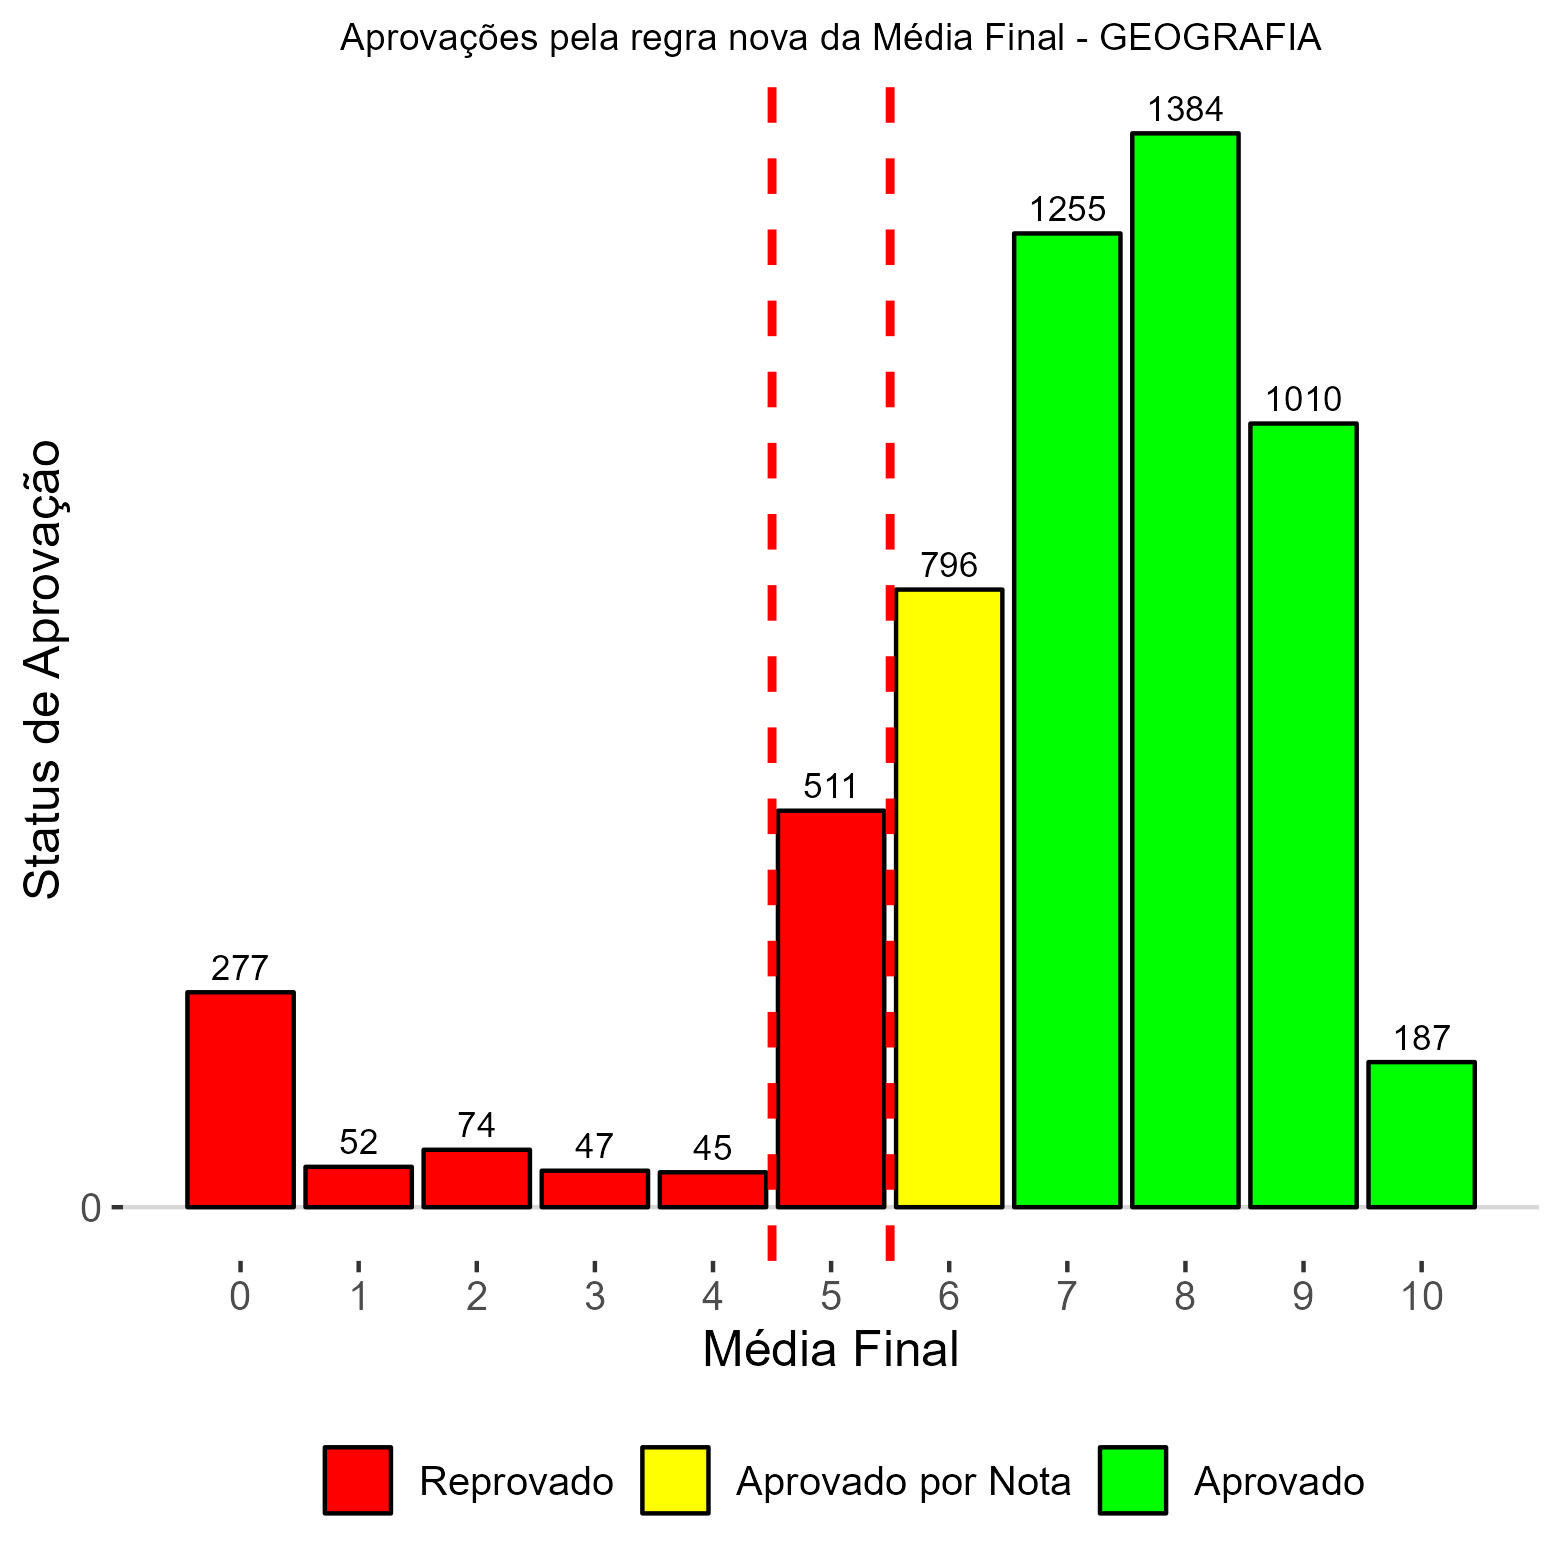 Aprovações pela regra nova da Média Final - GEOGRAFIA
1384
1255
1010
796
511
277
187
52
74
47
45
Status de Aprovação
0
0 1 2 3 4 5 6 7 8 9 10
Média Final
Reprovado Aprovado por Nota Aprovado